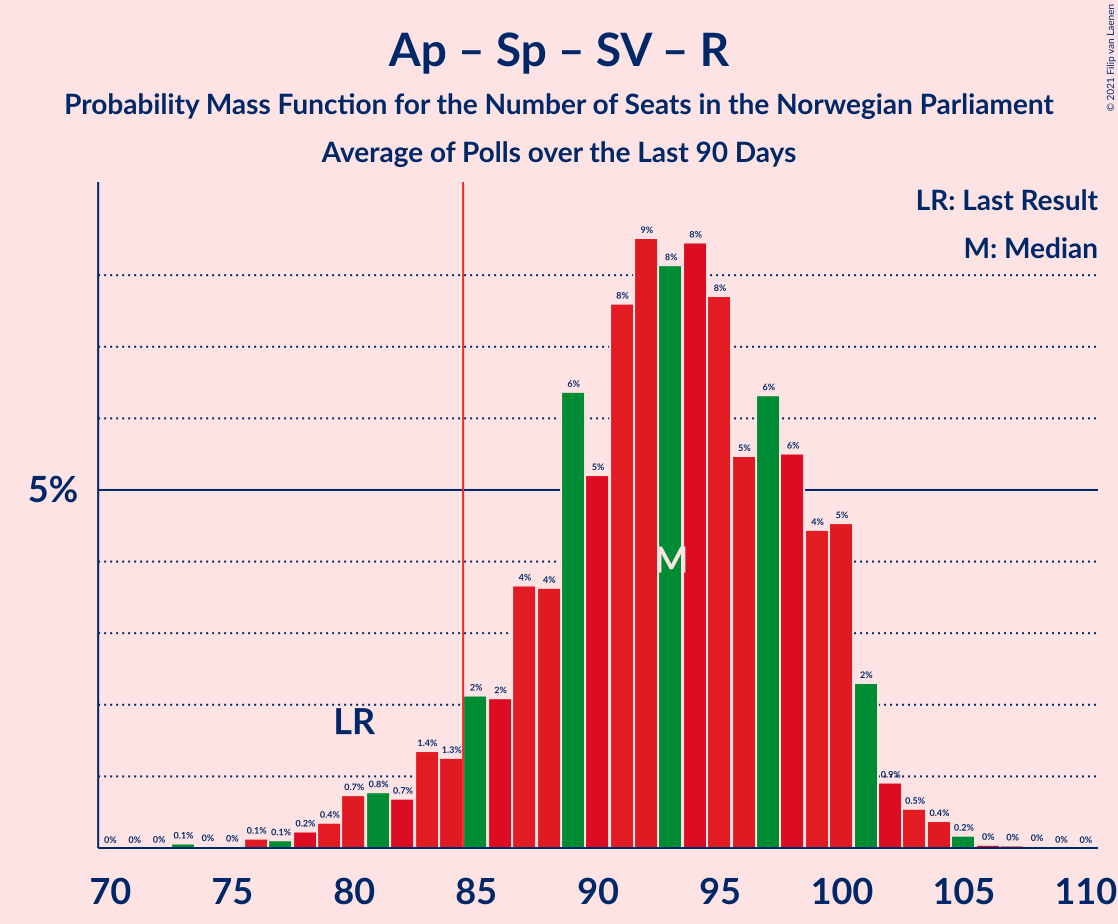 Ap – Sp – SV – R
Probability Mass Function for the Number of Seats in the Norwegian Parliament
Average of Polls over the Last 90 Days
© 2021 Filip van Laenen
LR: Last Result
M: Median
5%
0% 0% 0% 0.1% 0% 0% 0.1% 0.1% 0.2% 0.4% 0.7% 0.8% 0.7% 1.4% 1.3% 2% 2% 4% 4% 6% 5% 8% 9% 8% 8% 8% 5% 6% 6% 4% 5% 2% 0.9% 0.5% 0.4% 0.2% 0% 0% 0% 0% 0%
M
LR
70 75 80 85 90 95 100 105 110